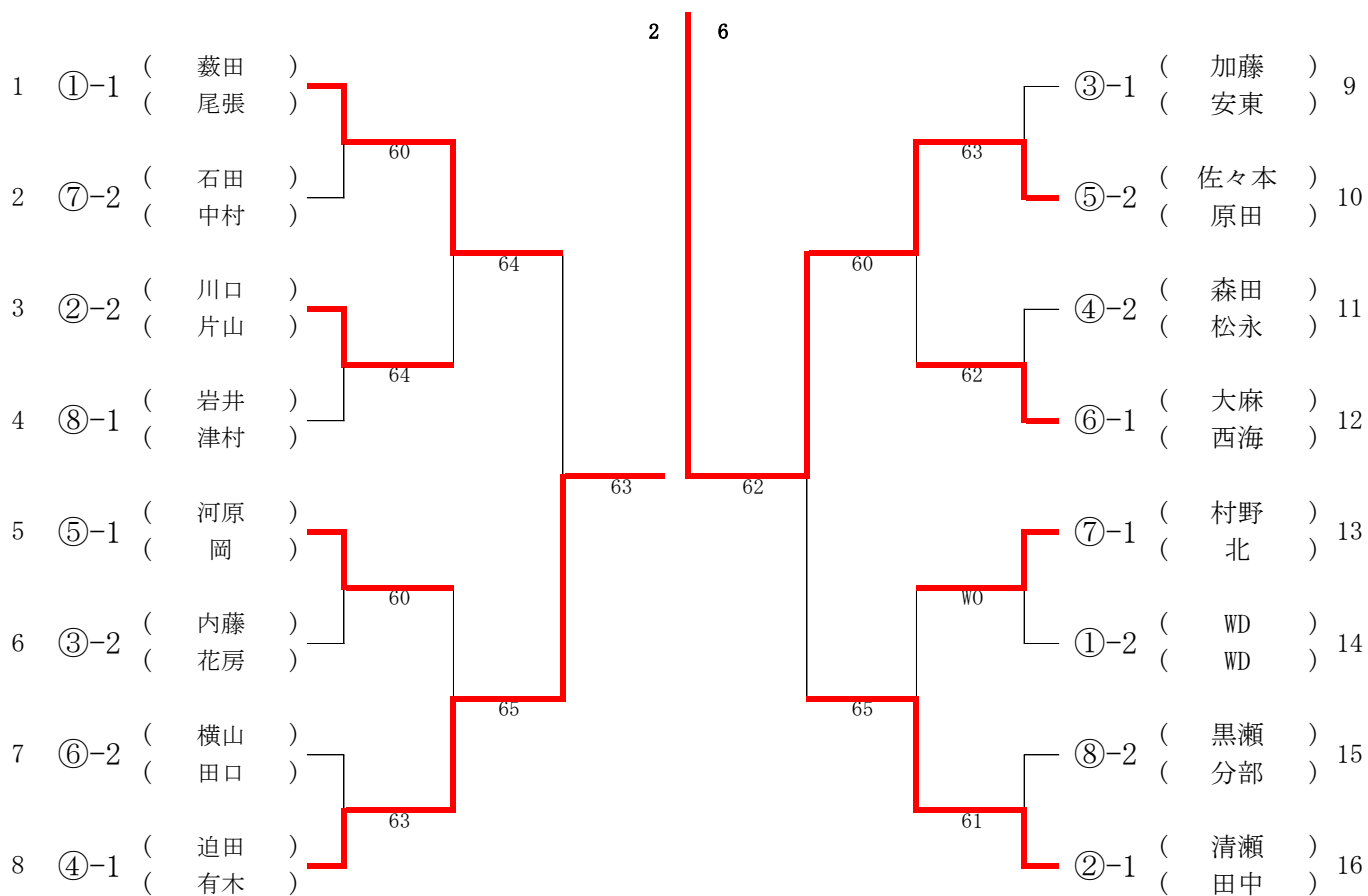 2 6
1 ①-1 ( 薮田 )
( 尾張 )
60
2 ⑦-2 ( 石田 )
( 中村 )
64
3 ②-2 ( 川口 )
( 片山 )
64
4 ⑧-1 ( 岩井 )
( 津村 )
63
5 ⑤-1 ( 河原 )
( 岡 )
60
6 ③-2 ( 内藤 )
( 花房 )
65
7 ⑥-2 ( 横山 )
( 田口 )
63
8 ④-1 ( 迫田 )
( 有木 )
③-1 ( 加藤 ) 9
( 安東 )
63
⑤-2 ( 佐々本 ) 10
( 原田 )
60
④-2 ( 森田 ) 11
( 松永 )
62
⑥-1 ( 大麻 ) 12
( 西海 )
62
⑦-1 ( 村野 ) 13
( 北 )
WO
①-2 ( WD ) 14
( WD )
65
⑧-2 ( 黒瀬 ) 15
( 分部 )
61
②-1 ( 清瀬 ) 16
( 田中 )